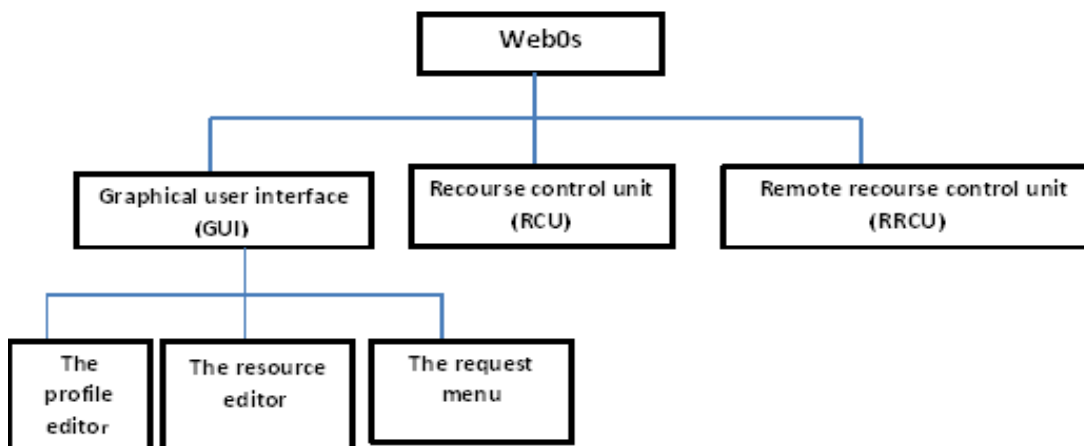 Web0s
Graphical user interface
(GUI)
Recourse control unit
(RCU)
Remote recourse control unit
(RRCU)
The
profile
editor
The resource
editor
The request
menu